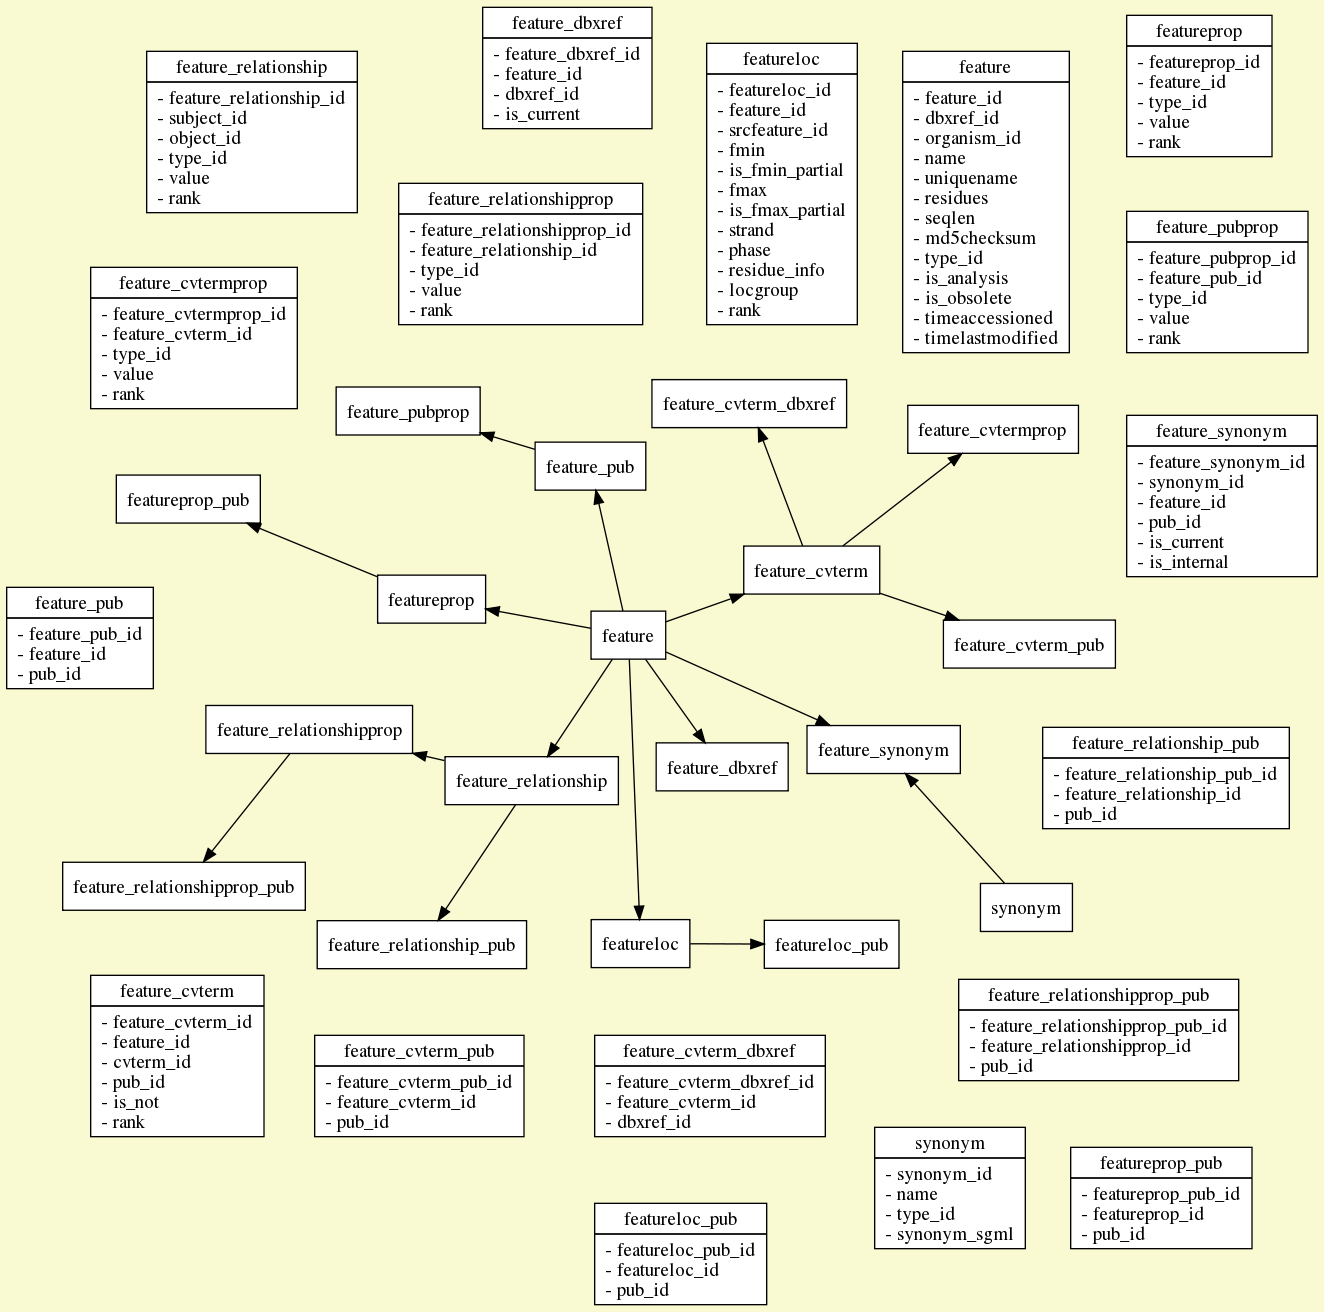 feature_dbxref
- feature_dbxref_id
- feature_id
- dbxref_id
- is_current
feature_relationship
- feature_relationship_id
- subject_id
- object_id
- type_id
- value
- rank
featureloc
- featureloc_id
- feature_id
- srcfeature_id
- fmin
- is_fmin_partial
- fmax
- is_fmax_partial
- strand
- phase
- residue_info
- locgroup
- rank
feature
- feature_id
- dbxref_id
- organism_id
- name
- uniquename
- residues
- seqlen
- md5checksum
- type_id
- is_analysis
- is_obsolete
- timeaccessioned
- timelastmodified
featureprop
- featureprop_id
- feature_id
- type_id
- value
- rank
feature_relationshipprop
- feature_relationshipprop_id
- feature_relationship_id
- type_id
- value
- rank
feature_pubprop
- feature_pubprop_id
- feature_pub_id
- type_id
- value
- rank
feature_cvtermprop
- feature_cvtermprop_id
- feature_cvterm_id
- type_id
- value
- rank
feature_pubprop
feature_cvterm_dbxref
feature_cvtermprop
feature_synonym
- feature_synonym_id
- synonym_id
- feature_id
- pub_id
- is_current
- is_internal
feature_pub
featureprop_pub
feature_cvterm
featureprop
feature_pub
- feature_pub_id
- feature_id
- pub_id
feature
feature_cvterm_pub
feature_relationshipprop
feature_relationship
feature_dbxref
feature_synonym
feature_relationship_pub
- feature_relationship_pub_id
- feature_relationship_id
- pub_id
feature_relationshipprop_pub
synonym
feature_relationship_pub
featureloc
featureloc_pub
feature_cvterm
- feature_cvterm_id
- feature_id
- cvterm_id
- pub_id
- is_not
- rank
feature_relationshipprop_pub
- feature_relationshipprop_pub_id
- feature_relationshipprop_id
- pub_id
feature_cvterm_pub
- feature_cvterm_pub_id
- feature_cvterm_id
- pub_id
feature_cvterm_dbxref
- feature_cvterm_dbxref_id
- feature_cvterm_id
- dbxref_id
synonym
- synonym_id
- name
- type_id
- synonym_sgml
featureprop_pub
- featureprop_pub_id
- featureprop_id
- pub_id
featureloc_pub
- featureloc_pub_id
- featureloc_id
- pub_id